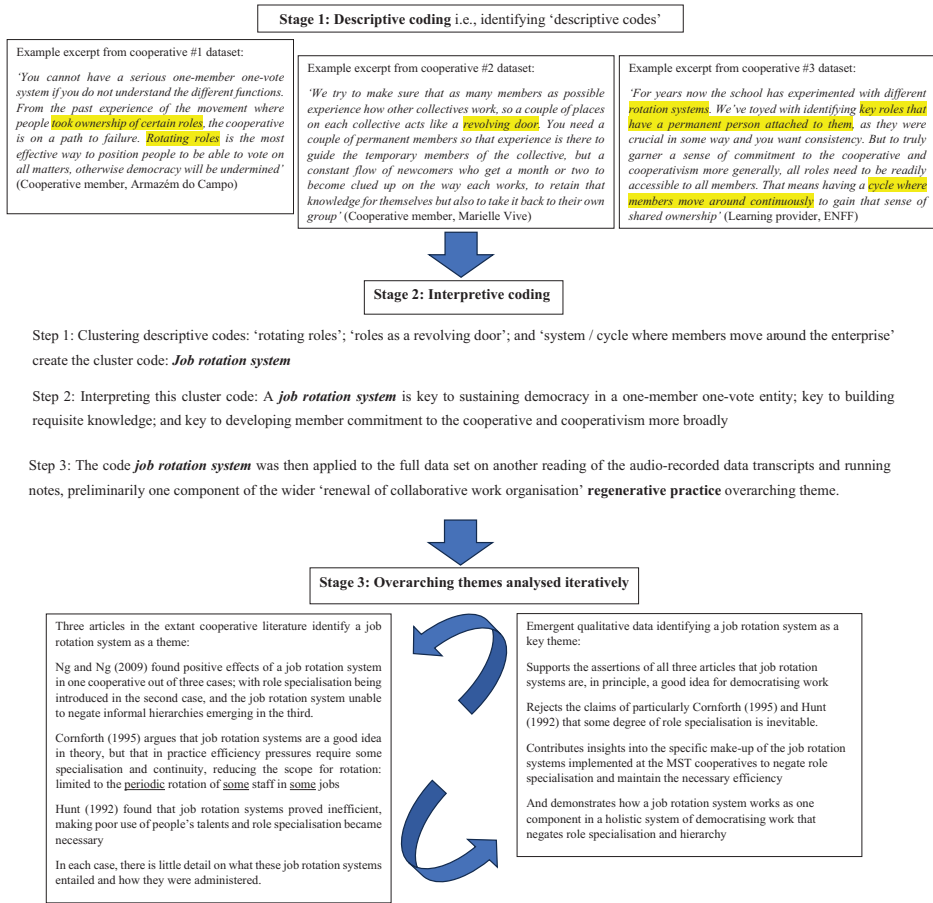 Stage 1: Descriptive coding i.e., identifying ‘descriptive codes’
Example excerpt from cooperative #1 dataset:
‘You cannot have a serious one-member one-vote
system if you do not understand the different functions.
From the past experience of the movement where
people took ownership of certain roles, the cooperative
is on a path to failure. Rotating roles is the most
effective way to position people to be able to vote on
all matters, otherwise democracy will be undermined’
(Cooperative member, Armazém do Campo)
Example excerpt from cooperative #2 dataset:
‘We try to make sure that as many members as possible
experience how other collectives work, so a couple of places
on each collective acts like a revolving door. You need a
couple of permanent members so that experience is there to
guide the temporary members of the collective, but a
constant flow of newcomers who get a month or two to
become clued up on the way each works, to retain that
knowledge for themselves but also to take it back to their own
group’ (Cooperative member, Marielle Vive)
Example excerpt from cooperative #3 dataset:
‘For years now the school has experimented with different
rotation systems. We’ve toyed with identifying key roles
that have a permanent person attached to them, as they were
crucial in some way and you want consistency. But to truly
garner a sense of commitment to the cooperative and
cooperativism more generally, all roles need to be readily
accessible to all members. That means having a cycle where
members move around continuously to gain that sense of
shared ownership’ (Learning provider, ENFF)
Stage 2: Interpretive coding
Step 1: Clustering descriptive codes: ‘rotating roles’; ‘roles as a revolving door’; and ‘system / cycle where members move around the enterprise’
create the cluster code: Job rotation system
Step 2: Interpreting this cluster code: A job rotation system is key to sustaining democracy in a one-member one-vote entity; key to building
requisite knowledge; and key to developing member commitment to the cooperative and cooperativism more broadly
Step 3: The code job rotation system was then applied to the full data set on another reading of the audio-recorded data transcripts and running
notes, preliminarily one component of the wider ‘renewal of collaborative work organisation’ regenerative practice overarching theme.
Stage 3: Overarching themes analysed iteratively
Three articles in the extant cooperative literature identify a job
rotation system as a theme:
Ng and Ng (2009) found positive effects of a job rotation system
in one cooperative out of three cases; with role specialisation being
introduced in the second case, and the job rotation system unable
to negate informal hierarchies emerging in the third.
Cornforth (1995) argues that job rotation systems are a good idea
in theory, but that in practice efficiency pressures require some
specialisation and continuity, reducing the scope for rotation:
limited to the periodic rotation of some staff in some jobs
Hunt (1992) found that job rotation systems proved inefficient,
making poor use of people’s talents and role specialisation became
necessary
In each case, there is little detail on what these job rotation systems
entailed and how they were administered.
Emergent qualitative data identifying a job rotation system as a
key theme:
Supports the assertions of all three articles that job rotation
systems are, in principle, a good idea for democratising work
Rejects the claims of particularly Cornforth (1995) and Hunt
(1992) that some degree of role specialisation is inevitable.
Contributes insights into the specific make-up of the job rotation
systems implemented at the MST cooperatives to negate role
specialisation and maintain the necessary efficiency
And demonstrates how a job rotation system works as one
component in a holistic system of democratising work that
negates role specialisation and hierarchy